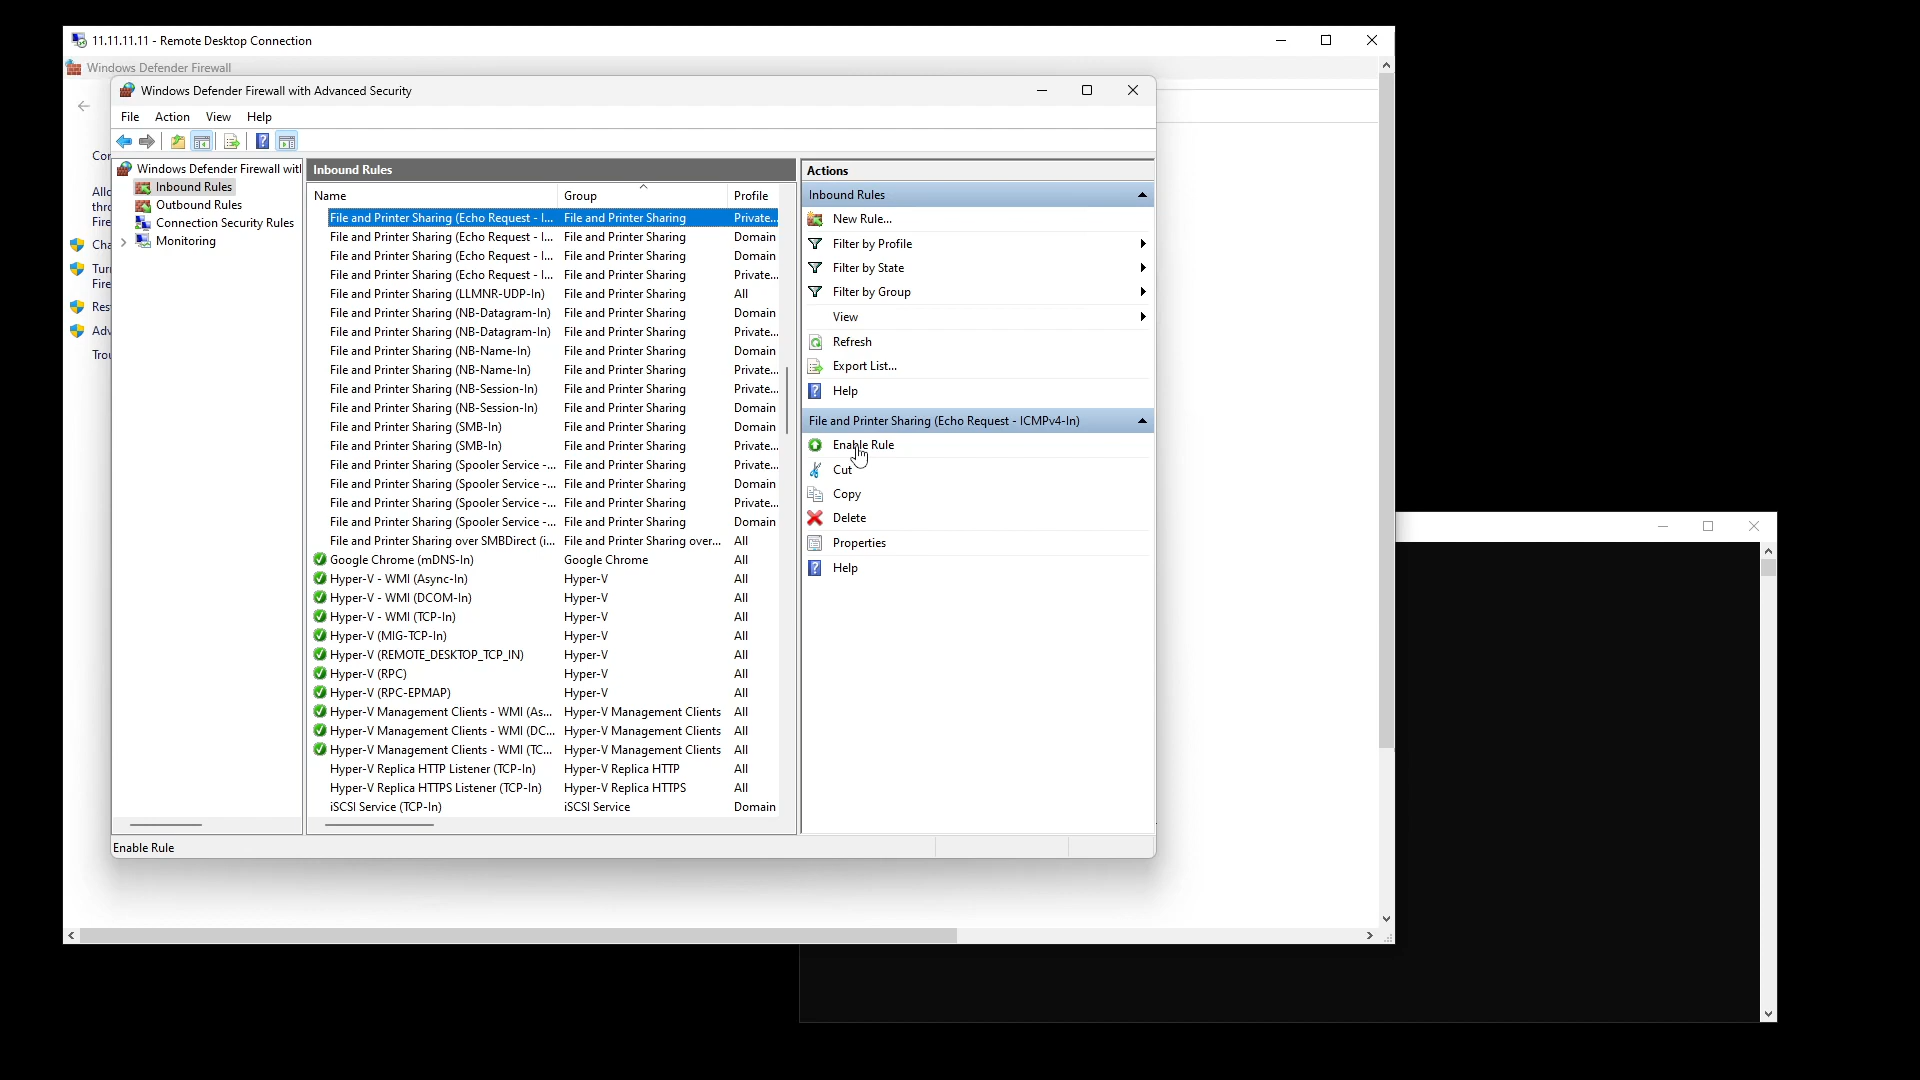 11.11.11.11 - Remote Desktop Connection
Windows Defender Firewall
Windows Defender Firewall with Advanced Security
File Action View Help
Windows Defender Firewall wit
Inbound Rules
Outbound Rules
Connection Security Rules
Monitoring
Inbound Rules
Name Group Profile
File and Printer Sharing (Echo Request - I... File and Printer Sharing Private...
File and Printer Sharing (Echo Request - I... File and Printer Sharing Domain
File and Printer Sharing (Echo Request - I... File and Printer Sharing Domain
File and Printer Sharing (Echo Request - I... File and Printer Sharing Private...
File and Printer Sharing (LLMNR-UDP-In) File and Printer Sharing All
File and Printer Sharing (NB-Datagram-In) File and Printer Sharing Domain
File and Printer Sharing (NB-Datagram-In) File and Printer Sharing Private...
File and Printer Sharing (NB-Name-In) File and Printer Sharing Domain
File and Printer Sharing (NB-Name-In) File and Printer Sharing Private...
File and Printer Sharing (NB-Session-In) File and Printer Sharing Private...
File and Printer Sharing (NB-Session-In) File and Printer Sharing Domain
File and Printer Sharing (SMB-In) File and Printer Sharing Domain
File and Printer Sharing (SMB-In) File and Printer Sharing Private...
File and Printer Sharing (Spooler Service -... File and Printer Sharing Private...
File and Printer Sharing (Spooler Service -... File and Printer Sharing Domain
File and Printer Sharing (Spooler Service -... File and Printer Sharing Private...
File and Printer Sharing (Spooler Service -... File and Printer Sharing Domain
File and Printer Sharing over SMBDirect (i... File and Printer Sharing over... All
Google Chrome (mDNS-In) Google Chrome All
Hyper-V - WMI (Async-In) Hyper-V All
Hyper-V - WMI (DCOM-In) Hyper-V All
Hyper-V - WMI (TCP-In) Hyper-V All
Hyper-V (MIG-TCP-In) Hyper-V All
Hyper-V (REMOTE_DESKTOP_TCP_IN) Hyper-V All
Hyper-V (RPC) Hyper-V All
Hyper-V (RPC-EPMAP) Hyper-V All
Hyper-V Management Clients - WMI (As... Hyper-V Management Clients All
Hyper-V Management Clients - WMI (DC... Hyper-V Management Clients All
Hyper-V Management Clients - WMI (TC... Hyper-V Management Clients All
Hyper-V Replica HTTP Listener (TCP-In) Hyper-V Replica HTTP All
Hyper-V Replica HTTPS Listener (TCP-In) Hyper-V Replica HTTPS All
iSCSI Service (TCP-In) iSCSI Service Domain
Actions
Inbound Rules
New Rule...
Filter by Profile
Filter by State
Filter by Group
View
Refresh
Export List...
Help
File and Printer Sharing (Echo Request - ICMPv4-In)
Enable Rule
Cut
Copy
Delete
Properties
Help
Enable Rule
Cor
Allc
thro
Fire
Cha
Tur
Fire
Res
Adv
Trou